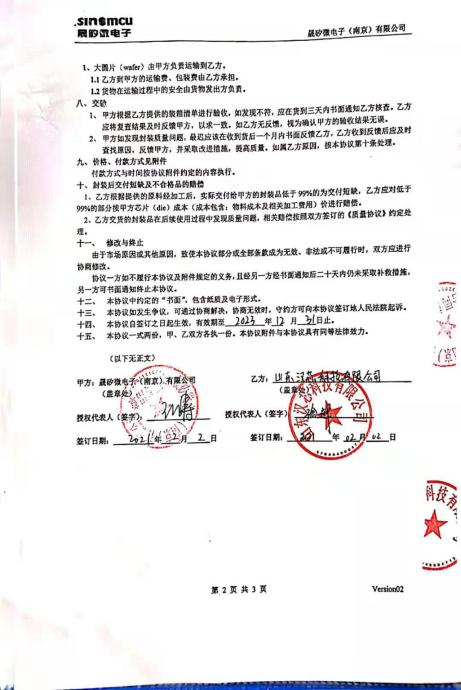 sinomcu
晟矽微电子
晟矽微电子（南京）有限公司
1、大圆片（wafer）由甲方负责运输到乙方。
1.1 乙方到甲方的运输费、包装费由乙方承担。
1.2 货物在运输过程中的安全由货物发出方负责。
八、交验
1、 甲方根据乙方提供的装箱清单进行验收，如发现不符，应在货到三天内书面通知乙方核查。乙方
应将复查结果及时反馈甲方，以求一致。如乙方无反馈，视为确认甲方的验收结果无误。
2、 甲方如发现封装质量问题，最迟应该在收到货后一个月内书面反馈乙方，乙方收到反馈后应及时
查找原因、反馈甲方，并采取改进措施，提高质量。如属乙方原因，按本协议第十条处理。
九、价格、付款方式见附件
付款方式与时间按协议附件约定的内容执行。
十、封装后交付短缺及不合格品的赔偿
1、乙方根据提供的原料经加工后，实际交付给甲方的封装品低于 99%的为交付短缺，乙方应对低于
99%的部分按甲方芯片（die）成本（成本包含：物料成本及相关加工费用）价进行赔偿。
2、乙方交货的封装品在后续使用过程中发现质量问题，相关赔偿按照双方签订的《质量协议》约定处
理。
十一、 修改与终止
由于市场原因或其他原因，致使本协议部分或全部条款成为无效、非法或不可履行时，双方应进行
协商修改。
协议一方如不履行本协议及附件规定的义务，且经另一方经书面通知后二十天内仍未采取补救措施，
另一方可书面通知终止本协议。
十二、 本协议中约定的“书面”，包含纸质及电子形式。
十三、 本协议如发生争议，可通过协商解决，协商无效时，守约方可向本协议签订地人民法院起诉。
十四、 本协议自签订之日起生效，有效期至 2023 年 12 月 31 日止。
十五、 本协议一式两份，甲、乙双方各执一份。本协议附件与本协议具有同等法律效力。
（以下无正文）
甲方：晟矽微电子（南京）有限公司
（盖章处）
授权代表人（签字）
签订日期： 2021 年 2 月 2 日
乙方：山东汉芯科技有限公司
（盖章处）
授权代表人（签字）
签订日期： 2021 年 02 月 02 日
山东汉芯科技有限公司
科技有
第 2 页 共 3 页
Version02